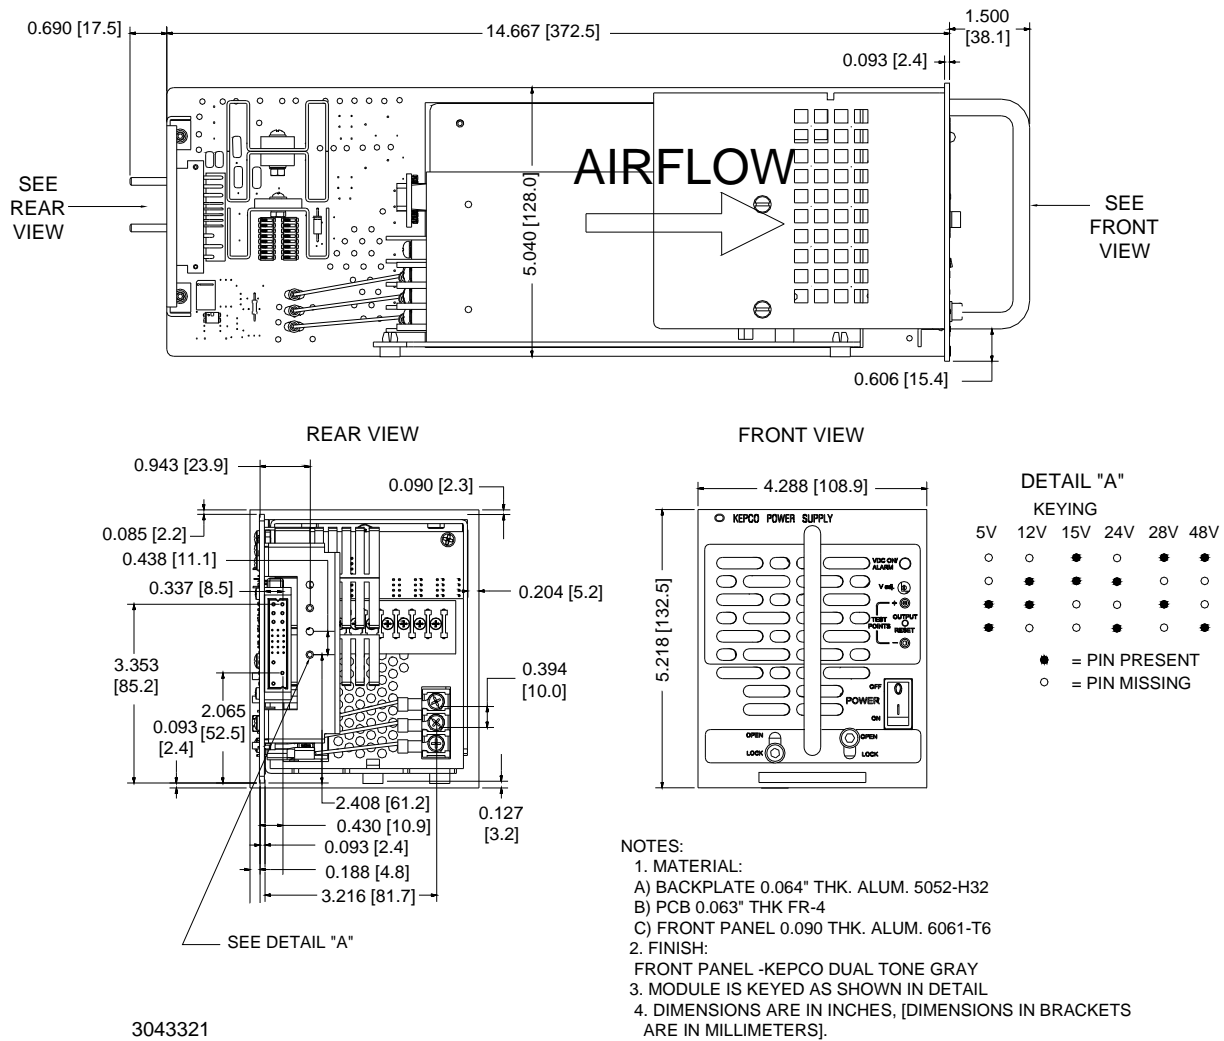 0.690 [17.5]
14.667 [372.5]
1.500
[38.1]
0.093 [2.4]
AIRFLOW
5.040 [128.0]
SEE
REAR
VIEW
SEE
FRONT
VIEW
0.606 [15.4]
REAR VIEW
0.943 [23.9]
0.090 [2.3]
0.085 [2.2]
0.438 [11.1]
0.337 [8.5]
0.204 [5.2]
3.353
[85.2]
2.065
[52.5]
0.093
[2.4]
0.394
[10.0]
2.408 [61.2]
0.430 [10.9]
0.093 [2.4]
0.188 [4.8]
3.216 [81.7]
0.127
[3.2]
SEE DETAIL "A"
FRONT VIEW
4.288 [108.9]
5.218 [132.5]
KEPCO POWER SUPPLY
VDC ON/
ALARM
V adj.
+
TEST
POINTS
OUTPUT
RESET
-
OFF
POWER
ON
OPEN
LOCK
OPEN
LOCK
DETAIL "A"
KEYING
5V 12V 15V 24V 28V 48V
= PIN PRESENT
= PIN MISSING
NOTES:
1. MATERIAL:
A) BACKPLATE 0.064" THK. ALUM. 5052-H32
B) PCB 0.063" THK FR-4
C) FRONT PANEL 0.090 THK. ALUM. 6061-T6
2. FINISH:
FRONT PANEL -KEPCO DUAL TONE GRAY
3. MODULE IS KEYED AS SHOWN IN DETAIL
4. DIMENSIONS ARE IN INCHES, [DIMENSIONS IN BRACKETS
ARE IN MILLIMETERS].
3043321